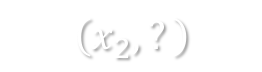 (x₂, ?)